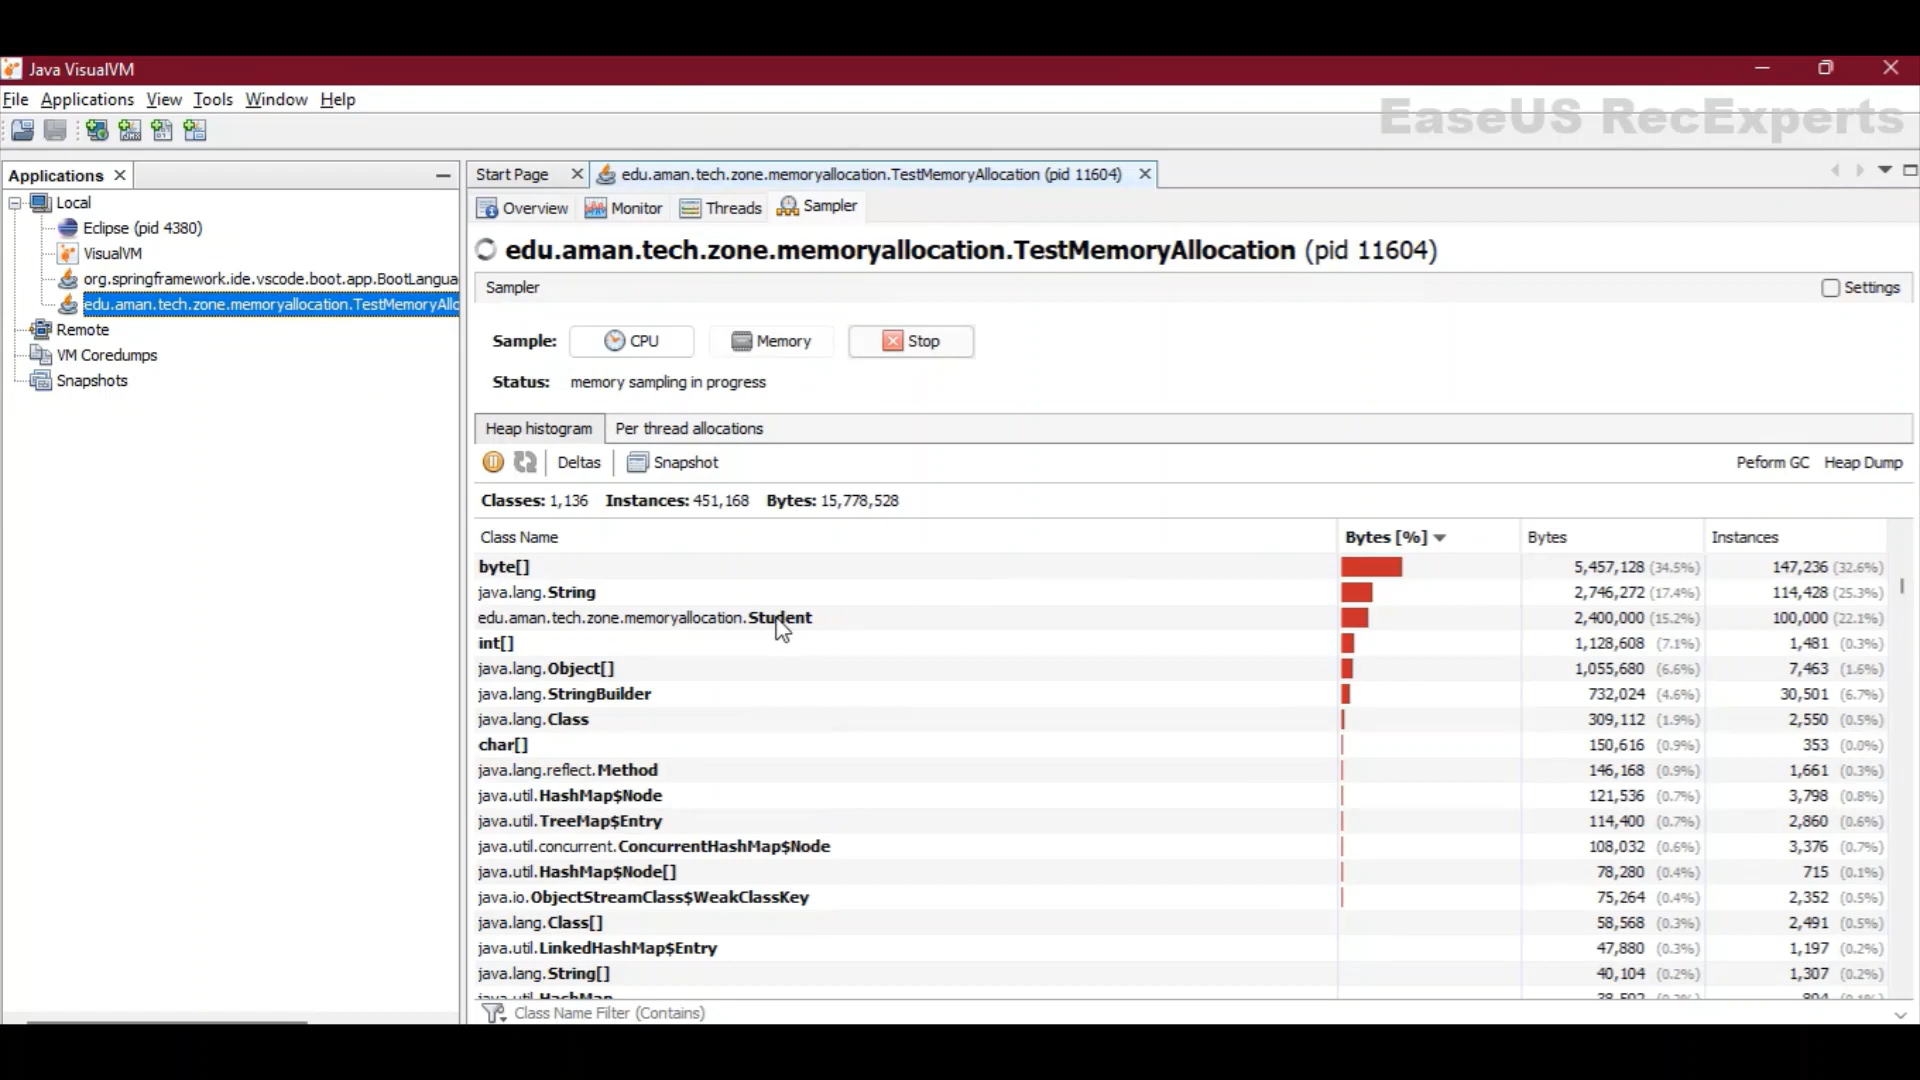 Java VisualVM
File Applications View Tools Window Help
EaseUS RecExperts
Applications
Start Page
edu.aman.tech.zone.memoryallocation.TestMemoryAllocation (pid 11604)
Local
Eclipse (pid 4380)
VisualVM
org.springframework.ide.vscode.boot.app.BootLangua
edu.aman.tech.zone.memoryallocation.TestMemoryAllo
Remote
VM Coredumps
Snapshots
Overview Monitor Threads Sampler
edu.aman.tech.zone.memoryallocation.TestMemoryAllocation (pid 11604)
Sampler Settings
Sample: CPU Memory Stop
Status: memory sampling in progress
Heap histogram Per thread allocations
Deltas Snapshot Peform GC Heap Dump
Classes: 1,136 Instances: 451,168 Bytes: 15,778,528
Class Name Bytes [%] Bytes Instances
byte[] 5,457,128 (34.5%) 147,236 (32.6%)
java.lang.String 2,746,272 (17.4%) 114,428 (25.3%)
edu.aman.tech.zone.memoryallocation.Student 2,400,000 (15.2%) 100,000 (22.1%)
int[] 1,128,608 (7.1%) 1,481 (0.3%)
java.lang.Object[] 1,055,680 (6.6%) 7,463 (1.6%)
java.lang.StringBuilder 732,024 (4.6%) 30,501 (6.7%)
java.lang.Class 309,112 (1.9%) 2,550 (0.5%)
char[] 150,616 (0.9%) 353 (0.0%)
java.lang.reflect.Method 146,168 (0.9%) 1,661 (0.3%)
java.util.HashMap$Node 121,536 (0.7%) 3,798 (0.8%)
java.util.TreeMap$Entry 114,400 (0.7%) 2,860 (0.6%)
java.util.concurrent.ConcurrentHashMap$Node 108,032 (0.6%) 3,376 (0.7%)
java.util.HashMap$Node[] 78,280 (0.4%) 715 (0.1%)
java.io.ObjectStreamClass$WeakClassKey 75,264 (0.4%) 2,352 (0.5%)
java.lang.Class[] 58,568 (0.3%) 2,491 (0.5%)
java.util.LinkedHashMap$Entry 47,880 (0.3%) 1,197 (0.2%)
java.lang.String[] 40,104 (0.2%) 1,307 (0.2%)
java.util.HashMap
Class Name Filter (Contains)